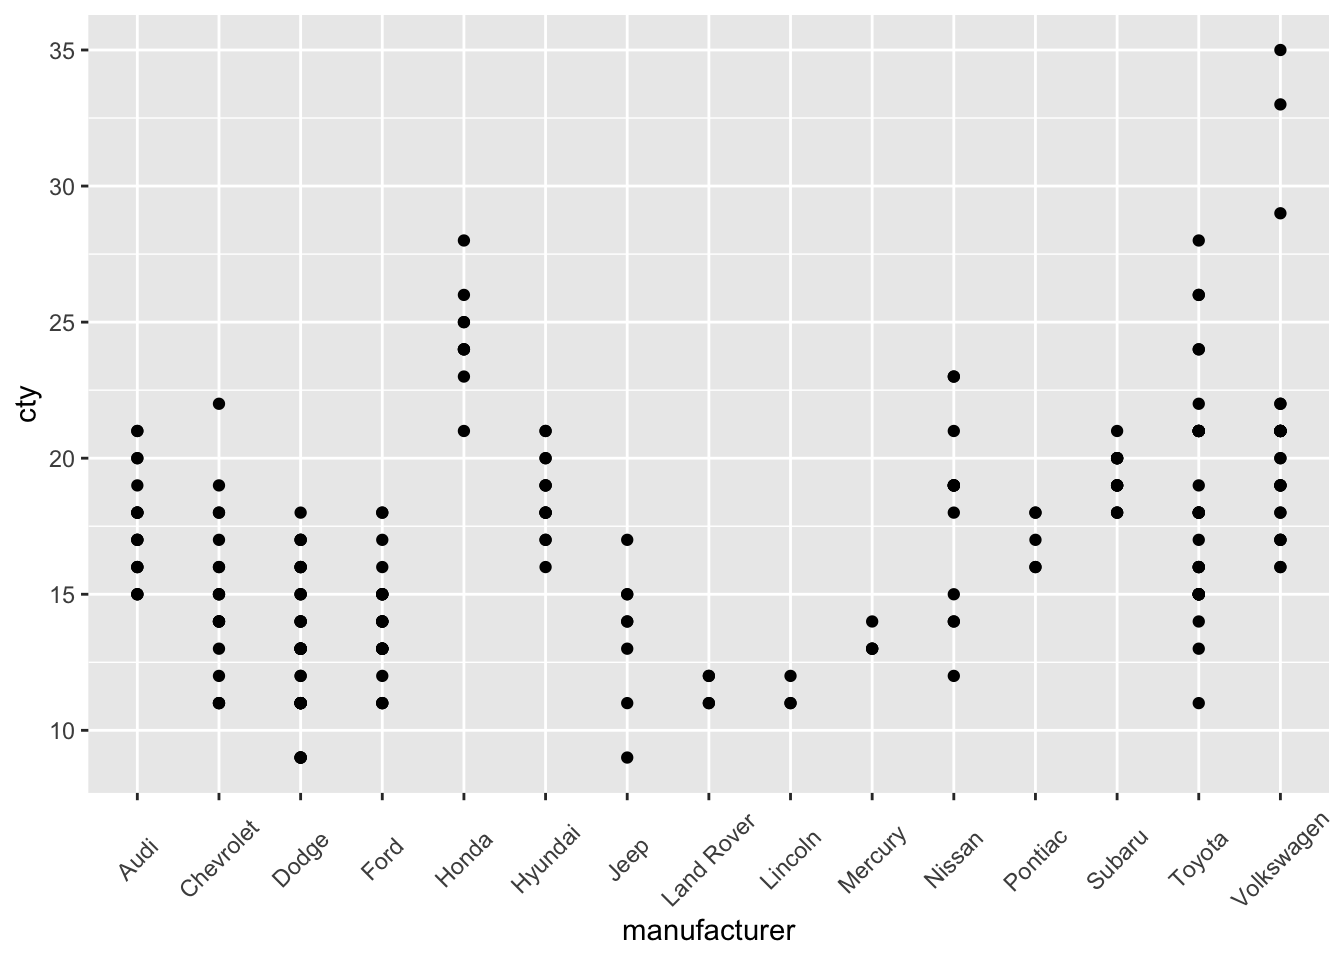 35
30
25
20
15
10
cty
Audi
Chevrolet
Dodge
Ford
Honda
Hyundai
Jeep
Land Rover
Lincoln
Mercury
Nissan
Pontiac
Subaru
Toyota
Volkswagen
manufacturer